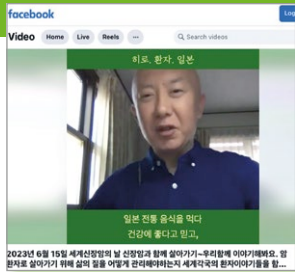 facebook
Log
Video Home Live Reels ... Search videos
히로, 환자, 일본
일본 전통 음식을 먹다
건강에 좋다고 믿고,
2023년 6월 15일 세계신장암의 날 신장암과 함께 살아가기~우리함께 이야기해봐요. 암
환자로 살아가기 위해 삶의 질을 어떻게 관리해야하는지 세계각국의 환자이야기들을 함...